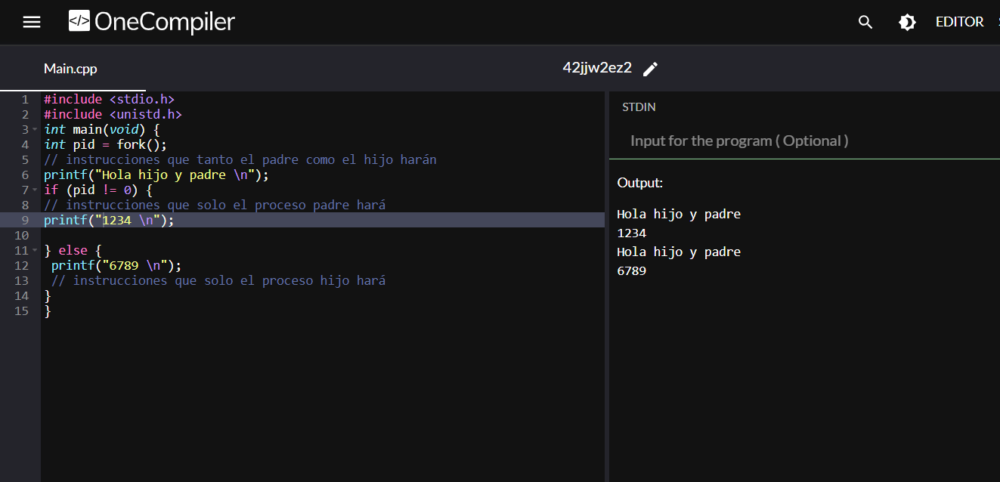 </> OneCompiler
EDITOR
Main.cpp
42jjw2ez2
1 #include <stdio.h>
2 #include <unistd.h>
3 int main(void) {
4 int pid = fork();
5 // instrucciones que tanto el padre como el hijo harán
6 printf("Hola hijo y padre \n");
7 if (pid != 0) {
8 // instrucciones que solo el proceso padre hará
9 printf("1234 \n");
10
11 } else {
12 printf("6789 \n");
13 // instrucciones que solo el proceso hijo hará
14 }
15 }
STDIN
Input for the program ( Optional )
Output:
Hola hijo y padre
1234
Hola hijo y padre
6789